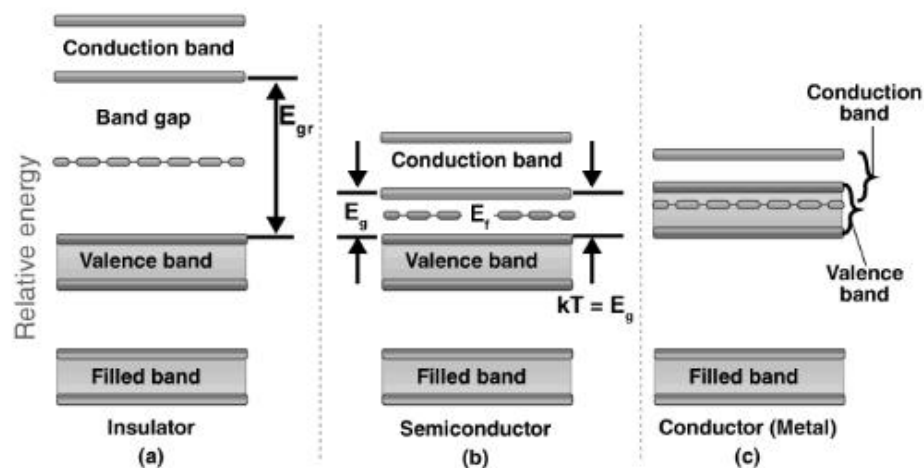 Relative energy
Conduction band
Band gap
E_gr
Valence band
Filled band
Insulator
(a)
Conduction band
E_g
E_f
Valence band
kT = E_g
Filled band
Semiconductor
(b)
Conduction
band
Valence
band
Filled band
Conductor (Metal)
(c)